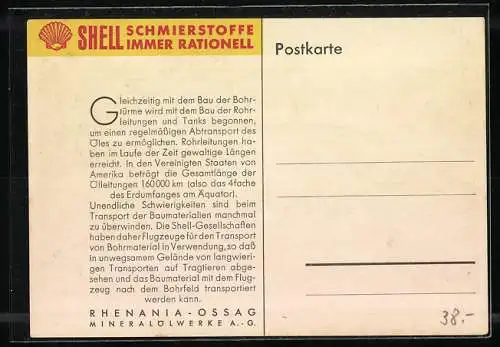 SHELL SCHMIERSTOFFE
IMMER RATIONELL
Gleichzeitig mit dem Bau der Bohr-
türme wird mit dem Bau der Rohr-
leitungen und Tanks begonnen,
um einen regelmäßigen Abtransport des
Öles zu ermöglichen. Rohrleitungen ha-
ben im Laufe der Zeit gewaltige Längen
erreicht. In den Vereinigten Staaten von
Amerika beträgt die Gesamtlänge der
Ölleitungen 160000 km (also das 4fache
des Erdumfanges am Äquator).
Unendliche Schwierigkeiten sind beim
Transport der Baumaterialien manchmal
zu überwinden. Die Shell-Gesellschaften
haben daher Flugzeuge für den Transport
von Bohrmaterial in Verwendung, so daß
in unwegsamem Gelände von langwieri-
gen Transporten auf Tragtieren abge-
sehen und das Baumaterial mit dem Flug-
zeug nach dem Bohrfeld transportiert
werden kann.
RHENANIA - OSSAG
MINERALÖLWERKE A.-G.
Postkarte
38.-